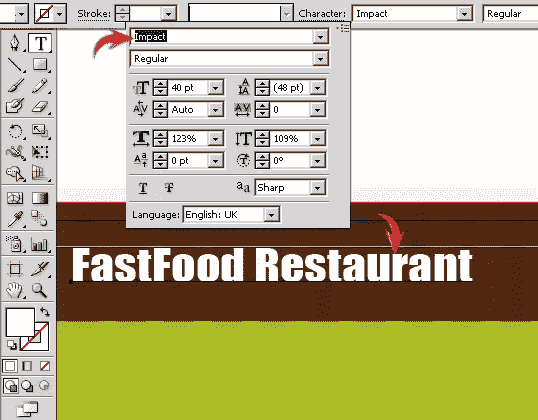 Stroke: Character: Impact Regular
Impact
Regular
40 pt (48 pt)
Auto 0
123% 109%
0 pt 0°
T T aa Sharp
Language: English: UK
FastFood Restaurant